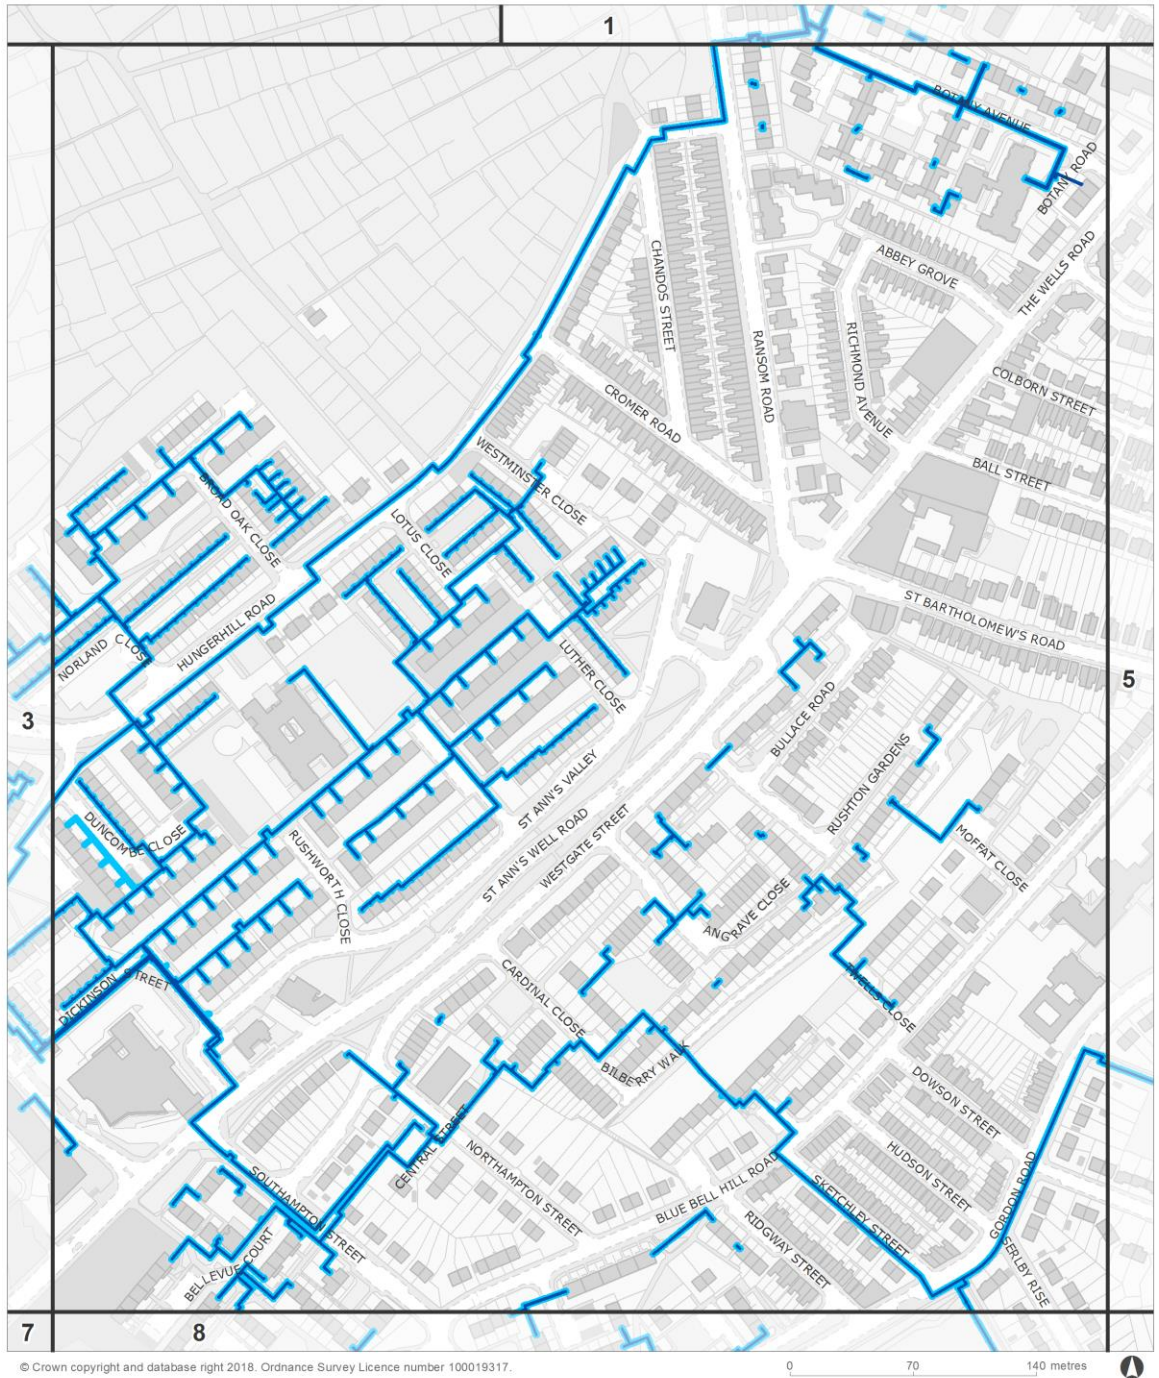 1
BOTANY AVENUE
BOTANY ROAD
THE WELLS ROAD
ABBEY GROVE
CHANDOS STREET
RANSOM ROAD
RICHMOND AVENUE
COLBORN STREET
CROMER ROAD
BALL STREET
WESTMINSTER CLOSE
BROAD OAK CLOSE
LOTUS CLOSE
HUNGERHILL ROAD
NORLAND CLOSE
ST BARTHOLOMEW'S ROAD
LUTHER CLOSE
5
3
BULLACE ROAD
RUSHTON GARDENS
ST ANN'S VALLEY
ST ANN'S WELL ROAD
WESTGATE STREET
DUNCOMBE CLOSE
RUSHWORTH CLOSE
MOFFAT CLOSE
ANGRAVE CLOSE
DICKINSON STREET
CARDINAL CLOSE
TWELLS CLOSE
BILBERRY WALK
DOWSON STREET
CENTRAL STREET
NORTHAMPTON STREET
HUDSON STREET
SOUTHAMPTON STREET
BLUE BELL HILL ROAD
SKETCHLEY STREET
GORDON ROAD
RIDGWAY STREET
SERLBY RISE
BELLEVUE COURT
7
8
© Crown copyright and database right 2018. Ordnance Survey Licence number 100019317.
0 70 140 metres